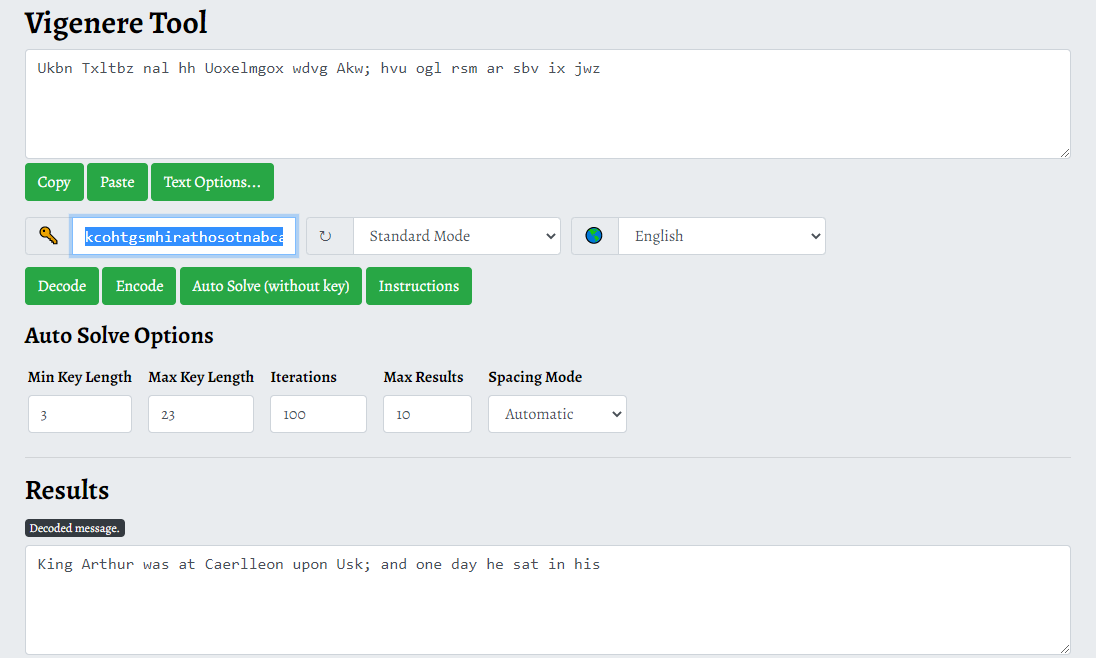 Vigenere Tool
Ukbn Txltbz nal hh Uoxelmgox wdvg Akw; hvu ogl rsm ar sbv ix jwz
Copy Paste Text Options...
kcohtgsmhirathosotnabca Standard Mode English
Decode Encode Auto Solve (without key) Instructions
Auto Solve Options
Min Key Length Max Key Length Iterations Max Results Spacing Mode
3 23 100 10 Automatic
Results
Decoded message.
King Arthur was at Caerlleon upon Usk; and one day he sat in his